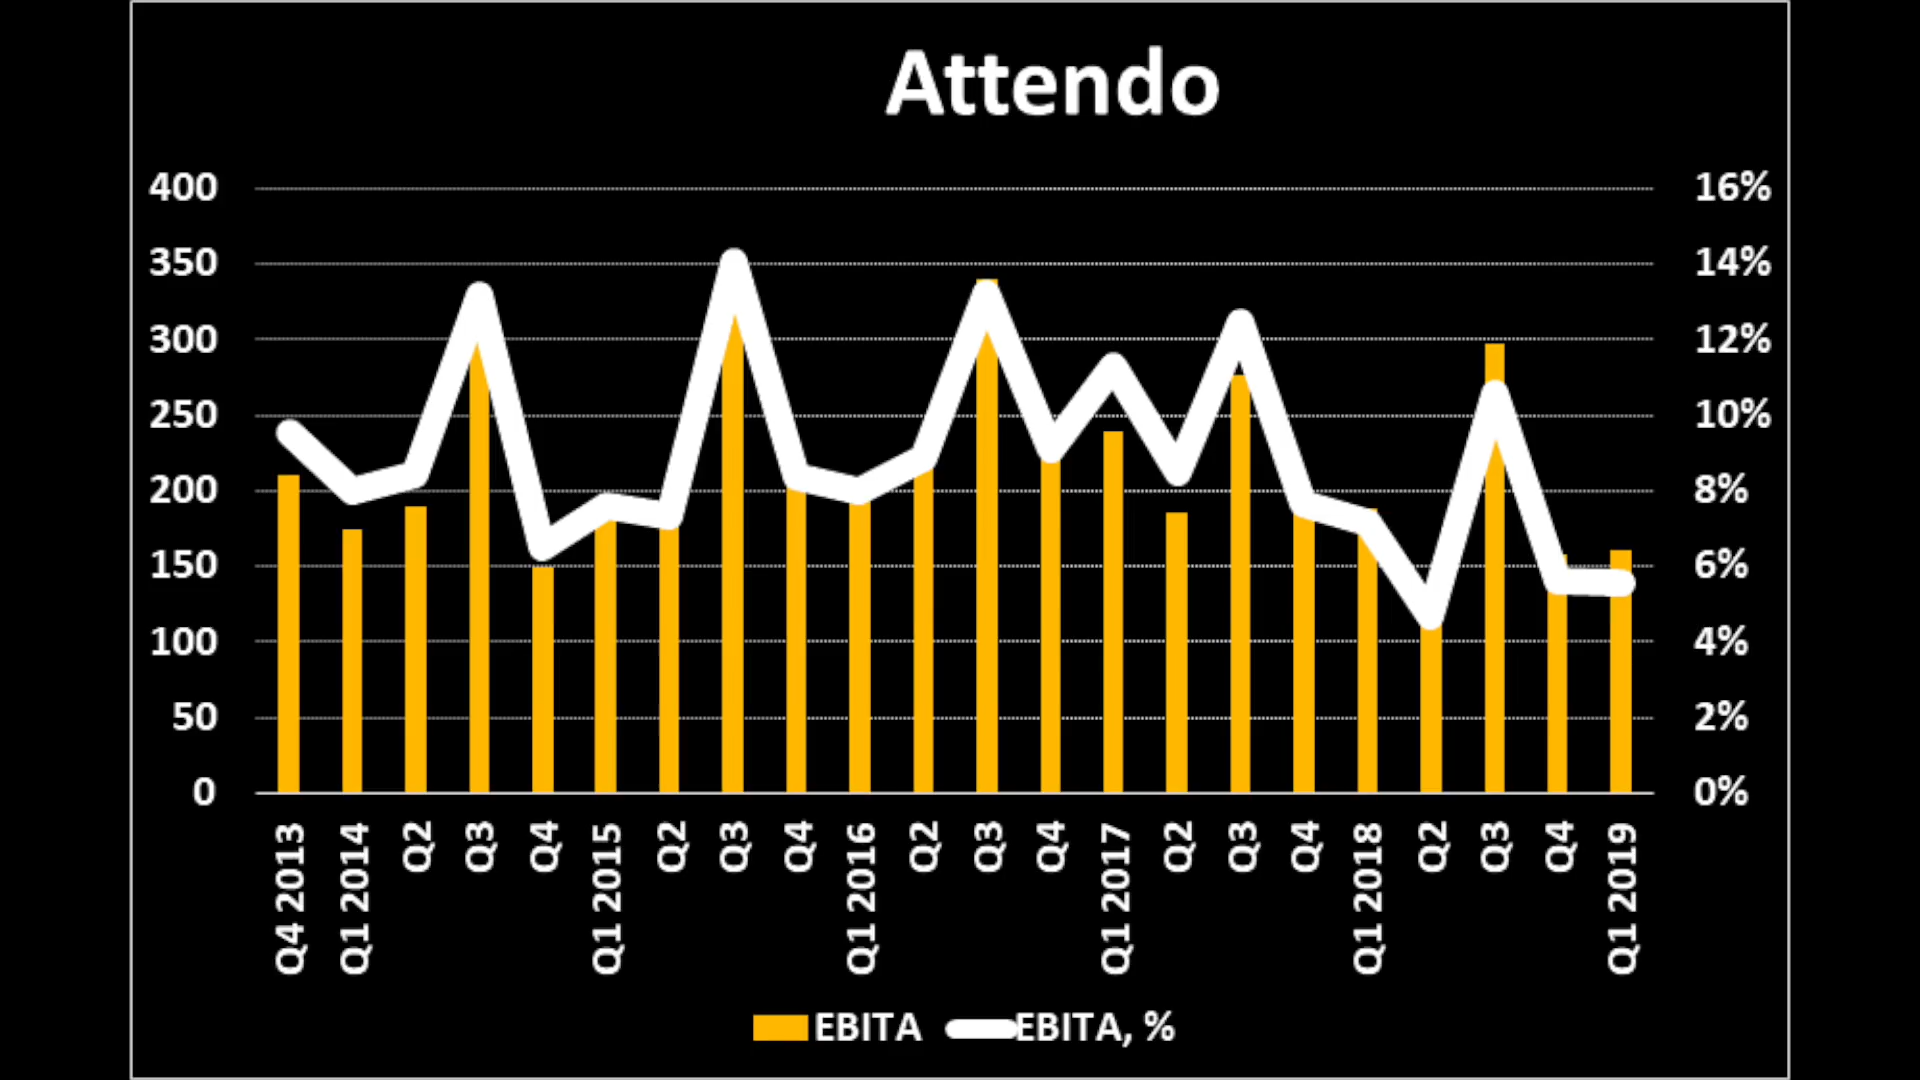 Attendo
400
350
300
250
200
150
100
50
0
16%
14%
12%
10%
8%
6%
4%
2%
0%
Q4 2013
Q1 2014
Q2
Q3
Q4
Q1 2015
Q2
Q3
Q4
Q1 2016
Q2
Q3
Q4
Q1 2017
Q2
Q3
Q4
Q1 2018
Q2
Q3
Q4
Q1 2019
EBITA
EBITA, %